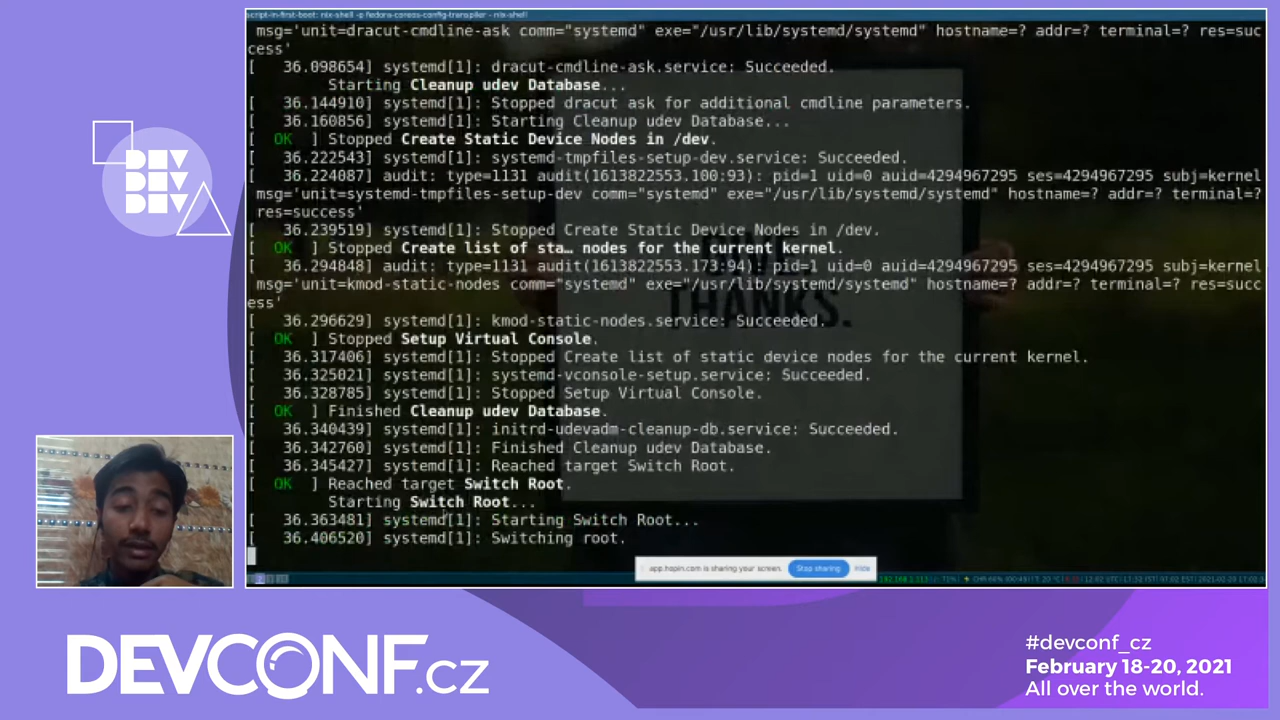 script-in-first-boot: nix-shell -p fedora-coreos-config-transpiler - nix-shell
msg='unit=dracut-cmdline-ask comm="systemd" exe="/usr/lib/systemd/systemd" hostname=? addr=? terminal=? res=suc
cess'
[   36.098654] systemd[1]: dracut-cmdline-ask.service: Succeeded.
Starting Cleanup udev Database...
[   36.144910] systemd[1]: Stopped dracut ask for additional cmdline parameters.
[   36.160856] systemd[1]: Starting Cleanup udev Database...
[  OK  ] Stopped Create Static Device Nodes in /dev.
[   36.222543] systemd[1]: systemd-tmpfiles-setup-dev.service: Succeeded.
[   36.224087] audit: type=1131 audit(1613822553.100:93): pid=1 uid=0 auid=4294967295 ses=4294967295 subj=kernel
msg='unit=systemd-tmpfiles-setup-dev comm="systemd" exe="/usr/lib/systemd/systemd" hostname=? addr=? terminal=?
res=success'
[   36.239519] systemd[1]: Stopped Create Static Device Nodes in /dev.
[  OK  ] Stopped Create list of sta… nodes for the current kernel.
[   36.294848] audit: type=1131 audit(1613822553.173:94): pid=1 uid=0 auid=4294967295 ses=4294967295 subj=kernel
msg='unit=kmod-static-nodes comm="systemd" exe="/usr/lib/systemd/systemd" hostname=? addr=? terminal=? res=succ
ess'
[   36.296629] systemd[1]: kmod-static-nodes.service: Succeeded.
[  OK  ] Stopped Setup Virtual Console.
[   36.317406] systemd[1]: Stopped Create list of static device nodes for the current kernel.
[   36.325021] systemd[1]: systemd-vconsole-setup.service: Succeeded.
[   36.328785] systemd[1]: Stopped Setup Virtual Console.
[  OK  ] Finished Cleanup udev Database.
[   36.340439] systemd[1]: initrd-udevadm-cleanup-db.service: Succeeded.
[   36.342760] systemd[1]: Finished Cleanup udev Database.
[   36.345427] systemd[1]: Reached target Switch Root.
[  OK  ] Reached target Switch Root.
Starting Switch Root...
[   36.363481] systemd[1]: Starting Switch Root...
[   36.406520] systemd[1]: Switching root.
GIVE
THANKS.
app.hopin.com is sharing your screen. Stop sharing Hide
DEV
DEV
DEV
DEVCONF.cz
#devconf_cz
February 18-20, 2021
All over the world.